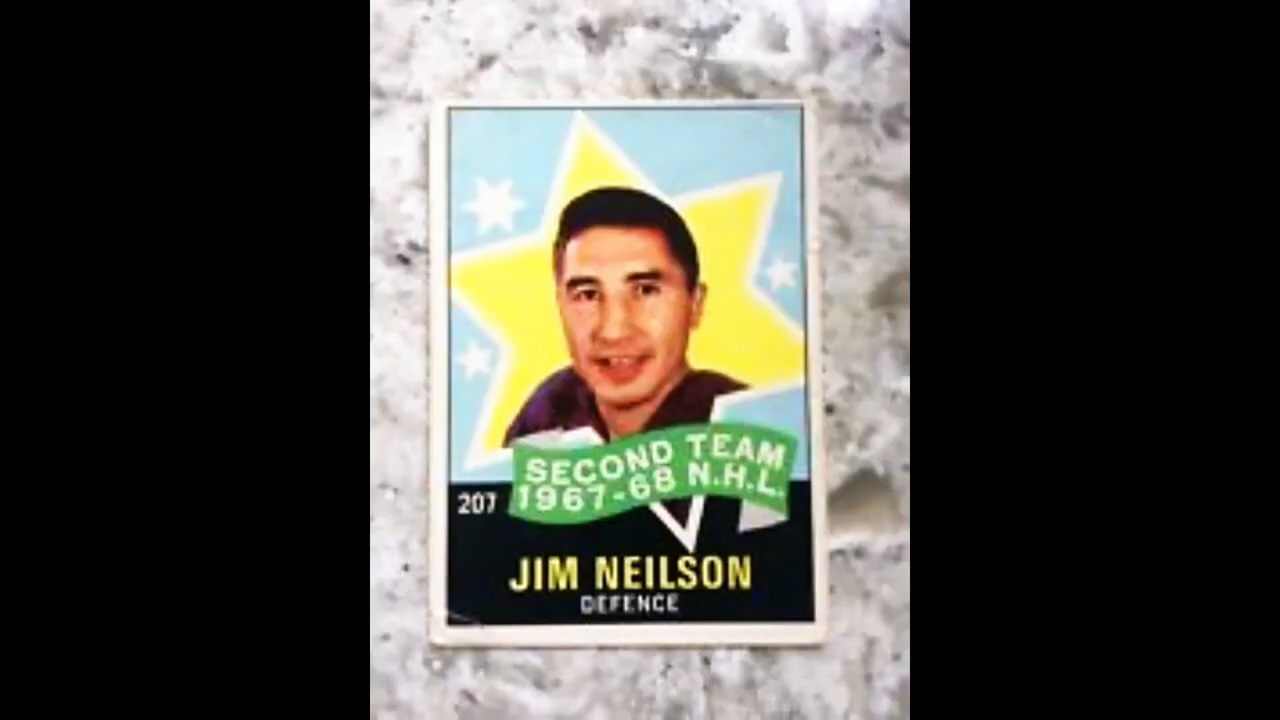 SECOND TEAM
1967-68 N.H.L.
207
JIM NEILSON
DEFENCE